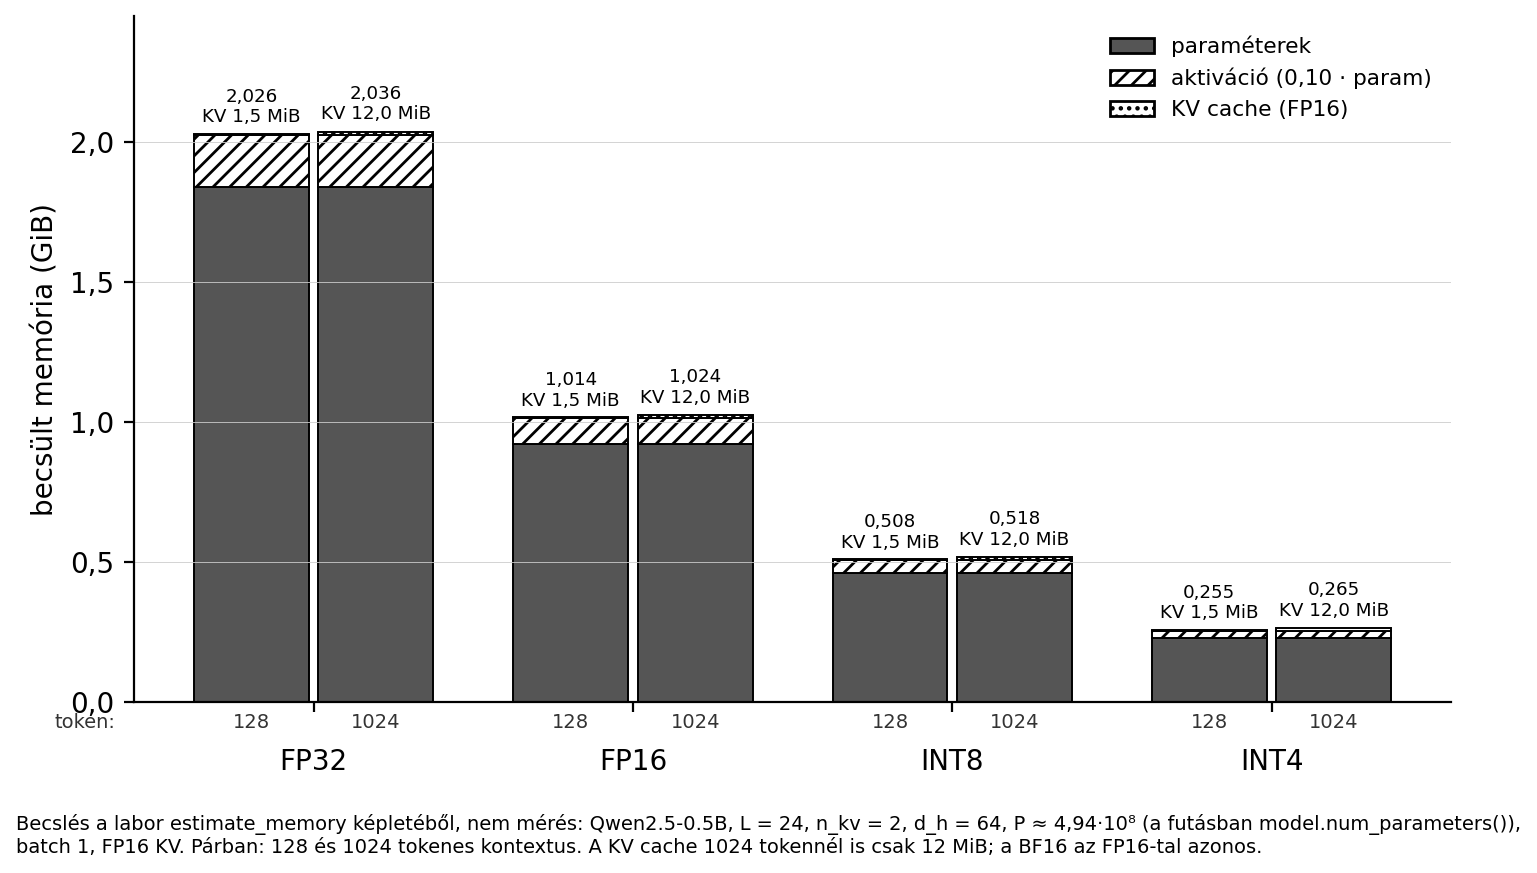 paraméterek
aktiváció (0,10 · param)
KV cache (FP16)
becsült memória (GiB)
2,0
1,5
1,0
0,5
0,0
2,026
KV 1,5 MiB
2,036
KV 12,0 MiB
1,014
KV 1,5 MiB
1,024
KV 12,0 MiB
0,508
KV 1,5 MiB
0,518
KV 12,0 MiB
0,255
KV 1,5 MiB
0,265
KV 12,0 MiB
token: 128 1024 128 1024 128 1024 128 1024
FP32 FP16 INT8 INT4
Becslés a labor estimate_memory képletéből, nem mérés: Qwen2.5-0.5B, L = 24, n_kv = 2, d_h = 64, P ≈ 4,94·10⁸ (a futásban model.num_parameters()),
batch 1, FP16 KV. Párban: 128 és 1024 tokenes kontextus. A KV cache 1024 tokennél is csak 12 MiB; a BF16 az FP16-tal azonos.